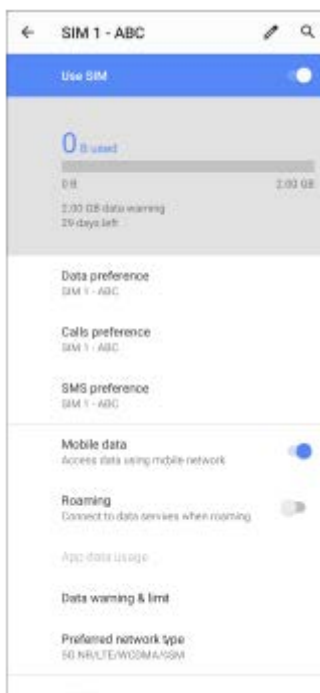 SIM 1 - ABC
Use SIM
0 B used
0 B 2.00 GB
2.00 GB data warning
29 days left
Data preference
SIM 1 - ABC
Calls preference
SIM 1 - ABC
SMS preference
SIM 1 - ABC
Mobile data
Access data using mobile network
Roaming
Connect to data services when roaming
App data usage
Data warning & limit
Preferred network type
5G NR/LTE/WCDMA/GSM